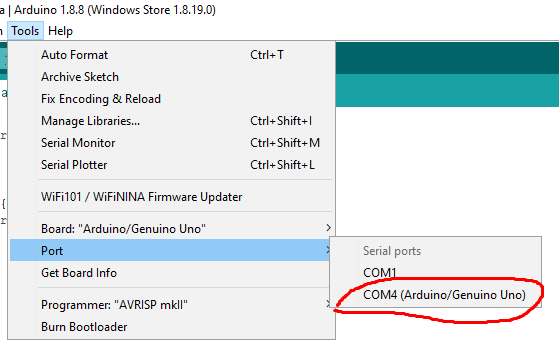 a | Arduino 1.8.8 (Windows Store 1.8.19.0)
Tools Help
Auto Format Ctrl+T
Archive Sketch
Fix Encoding & Reload
Manage Libraries... Ctrl+Shift+I
Serial Monitor Ctrl+Shift+M
Serial Plotter Ctrl+Shift+L
WiFi101 / WiFiNINA Firmware Updater
Board: "Arduino/Genuino Uno"
Port
Serial ports
COM1
Get Board Info
COM4 (Arduino/Genuino Uno)
Programmer: "AVRISP mkII"
Burn Bootloader